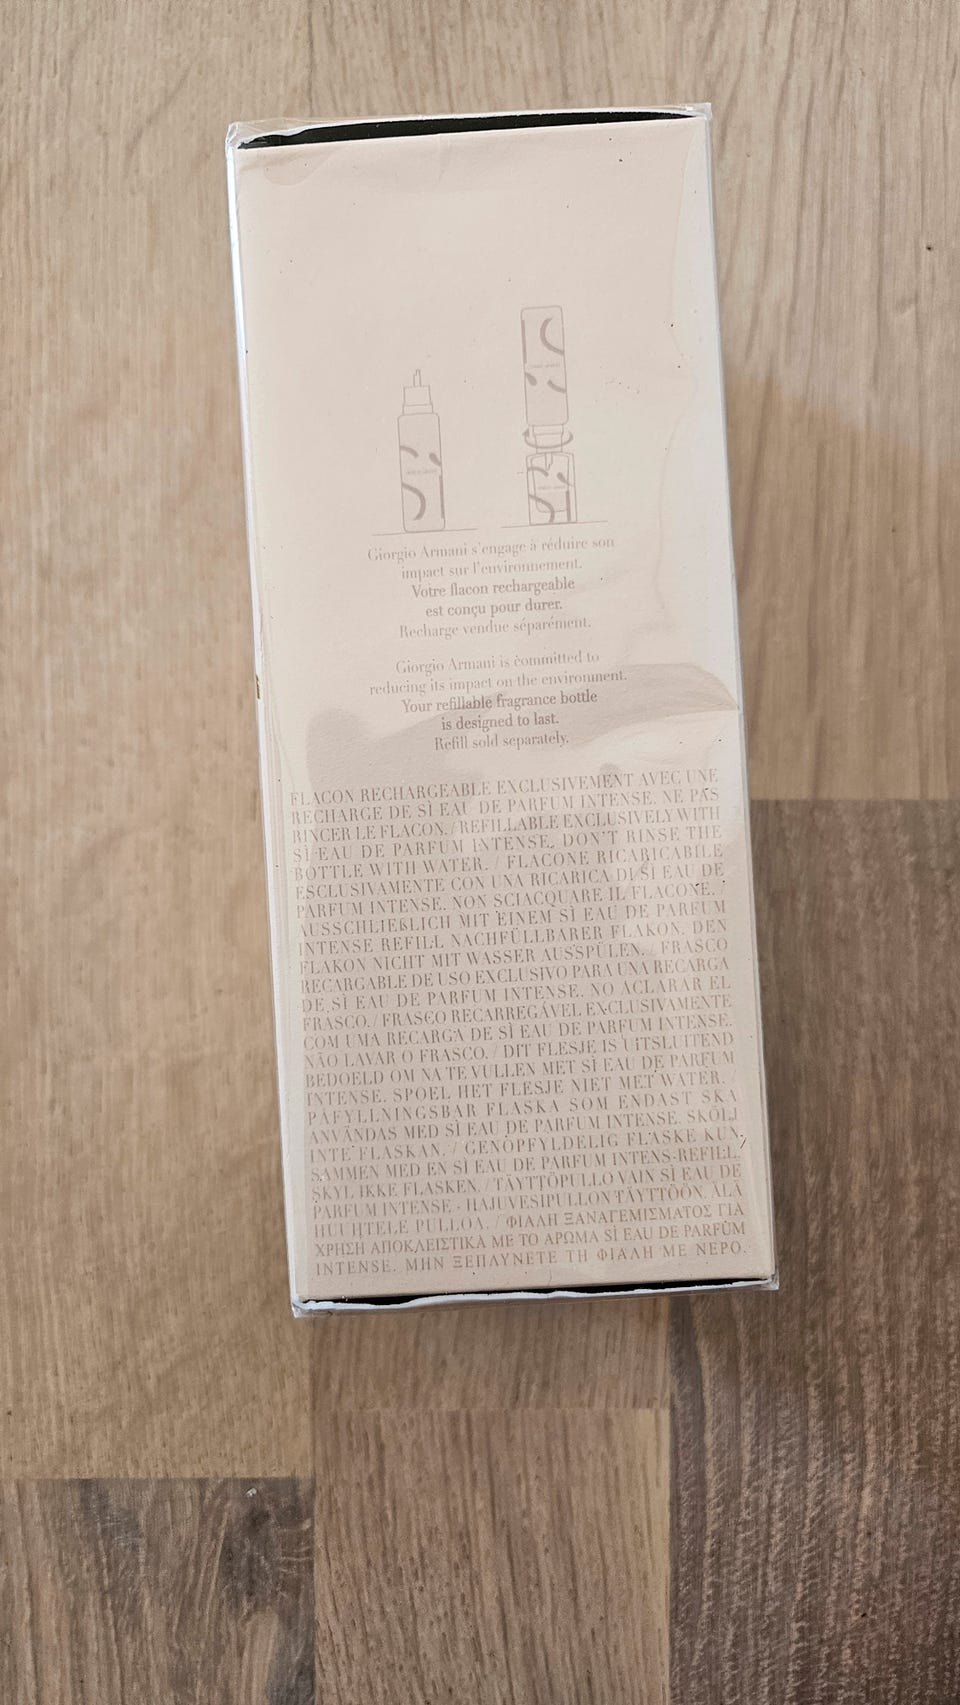 Giorgio Armani s'engage à réduire son
impact sur l'environnement.
Votre flacon rechargeable
est conçu pour durer.
Recharge vendue séparément.
Giorgio Armani is committed to
reducing its impact on the environment.
Your refillable fragrance bottle
is designed to last.
Refill sold separately.
FLACON RECHARGEABLE EXCLUSIVEMENT AVEC UNE
RECHARGE DE SÌ EAU DE PARFUM INTENSE. NE PAS
RINCER LE FLACON. / REFILLABLE EXCLUSIVELY WITH
SÌ EAU DE PARFUM INTENSE. DON'T RINSE THE
BOTTLE WITH WATER. / FLACONE RICARICABILE
ESCLUSIVAMENTE CON UNA RICARICA DI SÌ EAU DE
PARFUM INTENSE. NON SCIACQUARE IL FLACONE. /
AUSSCHLIEßLICH MIT EINEM SÌ EAU DE PARFUM
INTENSE REFILL NACHFÜLLBARER FLAKON. DEN
FLAKON NICHT MIT WASSER AUSSPÜLEN. / FRASCO
RECARGABLE DE USO EXCLUSIVO PARA UNA RECARGA
DE SÌ EAU DE PARFUM INTENSE. NO ACLARAR EL
FRASCO. / FRASCO RECARREGÁVEL EXCLUSIVAMENTE
COM UMA RECARGA DE SÌ EAU DE PARFUM INTENSE.
NÃO LAVAR O FRASCO. / DIT FLESJE IS UITSLUITEND
BEDOELD OM NA TE VULLEN MET SÌ EAU DE PARFUM
INTENSE. SPOEL HET FLESJE NIET MET WATER. /
PÅFYLLNINGSBAR FLASKA SOM ENDAST SKA
ANVÄNDAS MED SÌ EAU DE PARFUM INTENSE. SKÖLJ
INTE FLASKAN. / GENOPFYLDELIG FLASKE KUN
SAMMEN MED EN SÌ EAU DE PARFUM INTENS-REFILL.
SKYL IKKE FLASKEN. / TÄYTTÖPULLO VAIN SÌ EAU DE
PARFUM INTENSE - HAJUVESIPULLON TÄYTTÖÖN. ÄLÄ
HUUHTELE PULLOA. / ΦΙΑΛΗ ΞΑΝΑΓΕΜΙΣΜΑΤΟΣ ΓΙΑ
ΧΡΗΣΗ ΑΠΟΚΛΕΙΣΤΙΚΑ ΜΕ ΤΟ ΑΡΩΜΑ SÌ EAU DE PARFUM
INTENSE. ΜΗΝ ΞΕΠΛΥΝΕΤΕ ΤΗ ΦΙΑΛΗ ΜΕ ΝΕΡΟ.